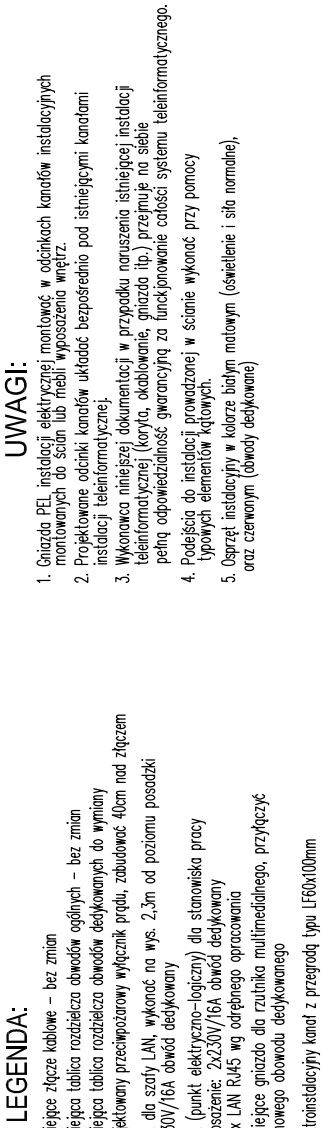 UWAGI:
1. Gniazda PEL instalacji elektrycznej montować w odcinkach kanałów instalacyjnych
montowanych do ścian lub mebli wyposażenia wnętrz.
2. Projektowane odcinki kanałów układać bezpośrednio pod istniejącymi kanałami
instalacji teleinformatycznej.
3. Wykonawca niniejszej dokumentacji w przypadku naruszenia istniejącej instalacji
teleinformatycznej (koryta, okablowanie, gniazda itp.) przejmuje na siebie
pełną odpowiedzialność gwarancyjną za funckjonowanie całości systemu teleinformatycznego.
4. Podejścia do instalacji prowadzonej w ścianie wykonać przy pomocy
typowych elementów kątowych.
5. Osprzęt instalacyjny w kolorze białym matowym (oświetlenie i siła normalne),
oraz czerwonym (obwody dedykowane)
LEGENDA:
iejące złącze kablowe – bez zmian
iejąca tablica rozdzielcza obwodów ogólnych – bez zmian
iejąca tablica rozdzielcza obwodów dedykowanych do wymiany
jektowany przeciwpożarowy wyłącznik prądu, zabudować 40cm nad złączem
dla szafy LAN, wykonać na wys. 2,3m od poziomu posadzki
30V/16A obwód dedykowany
(punkt elektryczno–logiczny) dla stanowiska pracy
osażenie: 2x230V/16A obwód dedykowany
x LAN RJ45 wg odrębnego opracowania
iejące gniazdo dla rzutnika multimedialnego, przyłączyć
nowego obowodu dedykowanego
troinstalacyjny kanał z przegrodą typu LF60x100mm